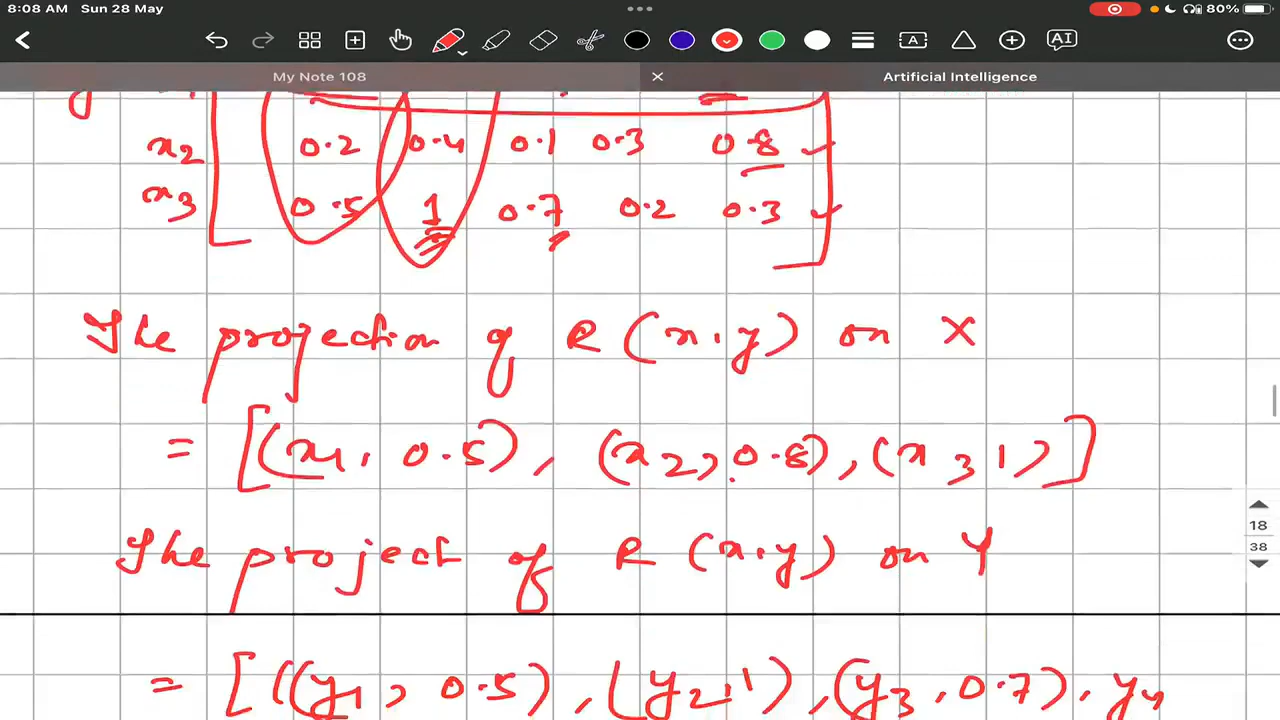 8:08 AM Sun 28 May
80%
A
AI
My Note 108
Artificial Intelligence
x2 0.2 0.4 0.1 0.3 0.8
x3 0.5 1 0.7 0.2 0.3
The projection of R (x.y) on X
= [(x1, 0.5), (x2, 0.8), (x3 1)]
The project of R (x.y) on Y
18
38
= [((y1, 0.5), (y2, 1), (y3, 0.7). y4